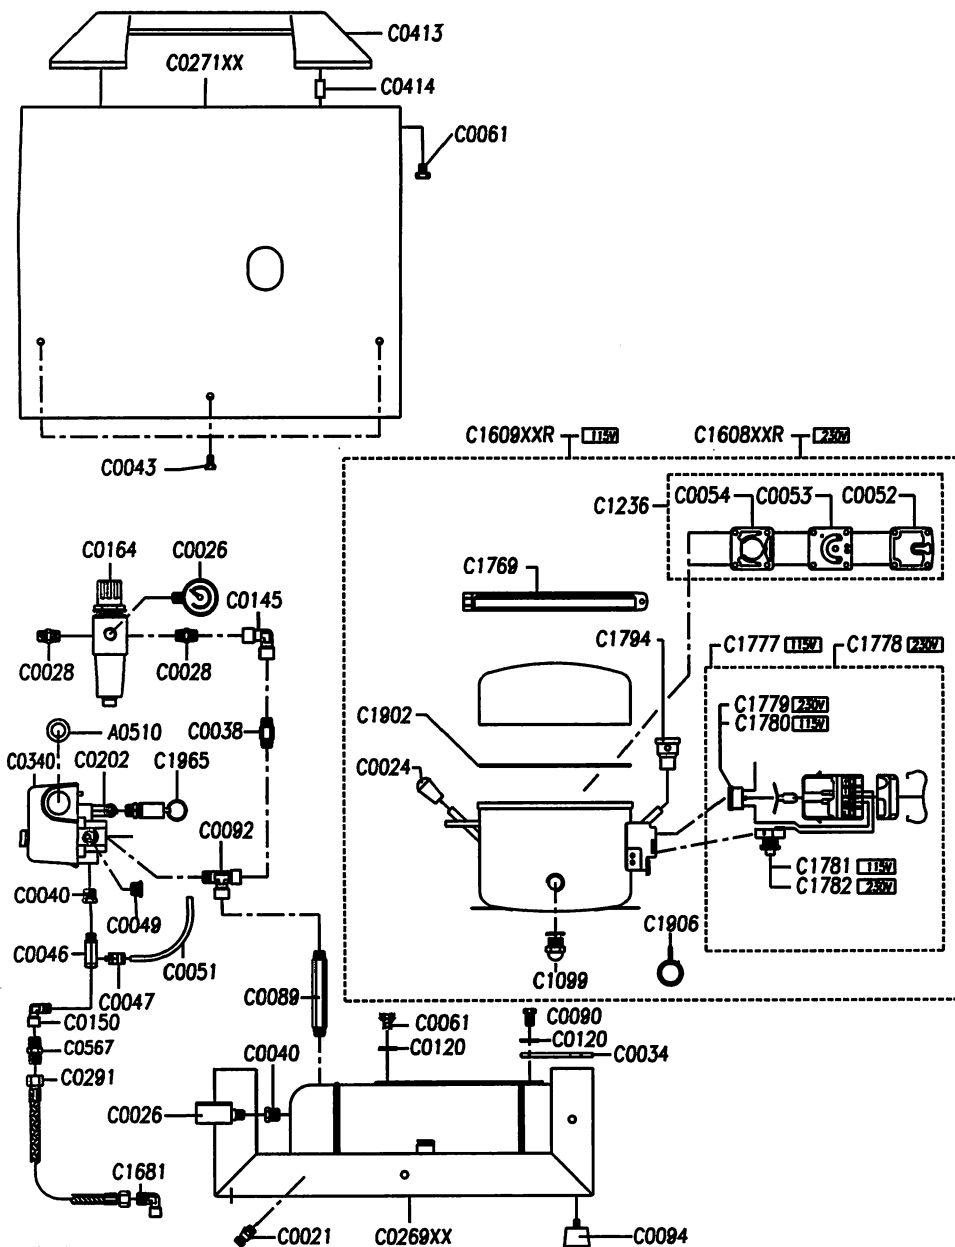 C0413
C0271XX
C0414
C0061
C0043
C1609XXR 115V
C1608XXR 230V
C1236
C0054
C0053
C0052
C0164
C0026
C0145
C1769
C1794
C1777 115V
C1778 230V
C0028
C0028
C1779 230V
C1780 115V
A0510
C0038
C1902
C0340
C0202
C1965
C0024
C0092
C1781 115V
C1782 230V
C0040
C0049
C1906
C0046
C0051
C1099
C0047
C0089
C0150
C0061
C0090
C0567
C0040
C0120
C0120
C0034
C0291
C0026
C1681
C0021
C0269XX
C0094